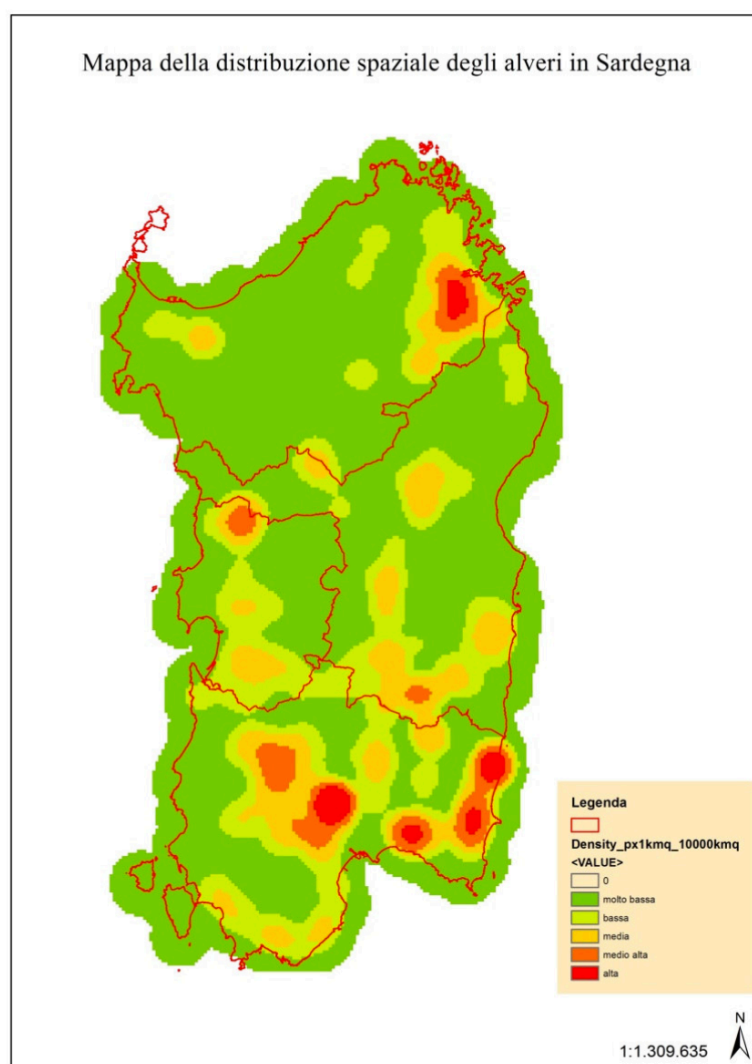 Mappa della distribuzione spaziale degli alveri in Sardegna
Legenda
Density_px1kmq_10000kmq
<VALUE>
0
molto bassa
bassa
media
medio alta
alta
N
1:1.309.635